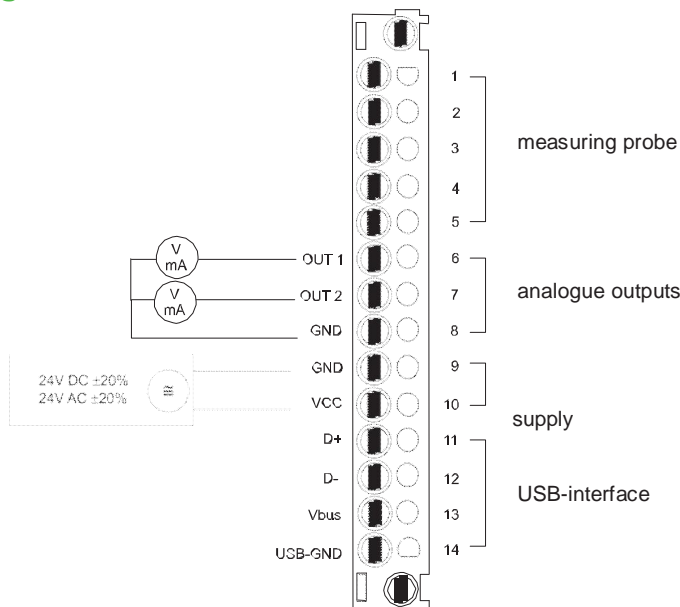 1
2
3
4
5
measuring probe
V
mA
OUT 1
6
V
mA
OUT 2
7
analogue outputs
GND
8
24V DC ±20%
24V AC ±20%
≅
GND
9
VCC
10
supply
D+
11
D-
12
USB-interface
Vbus
13
USB-GND
14